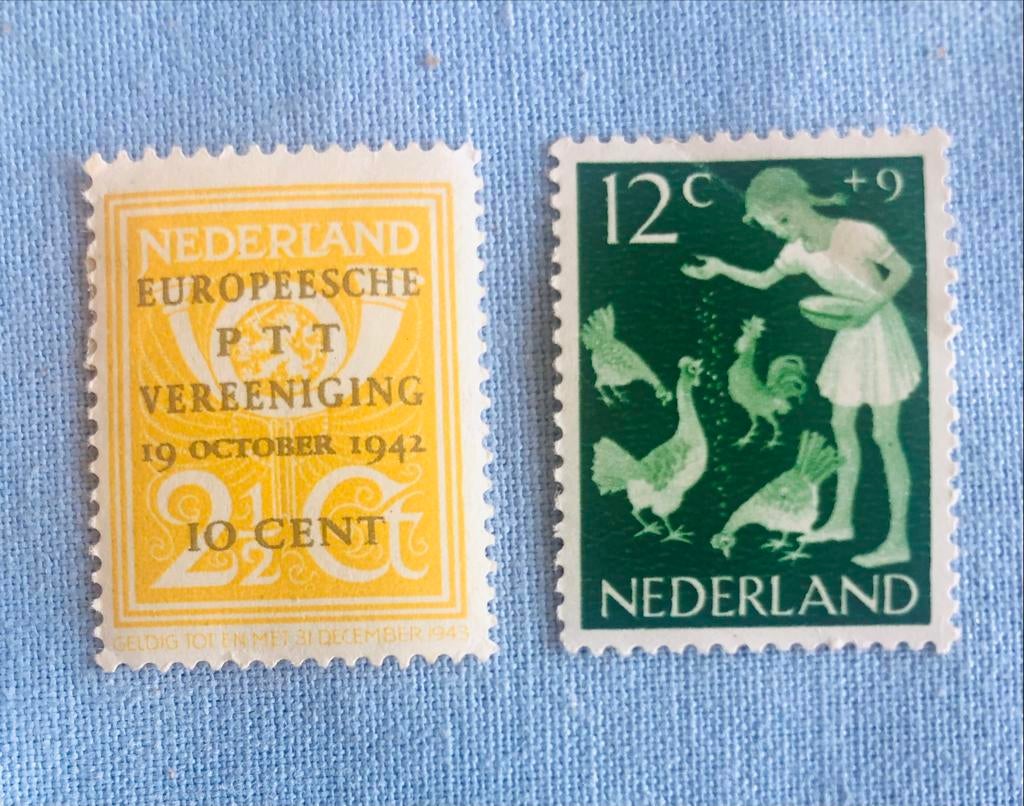 NEDERLAND
EUROPEESCHE
PTT
VEREENIGING
19 OCTOBER 1942
2½ Ct
10 CENT
GELDIG TOT EN MET 31 DECEMBER 1943
12c +9
NEDERLAND